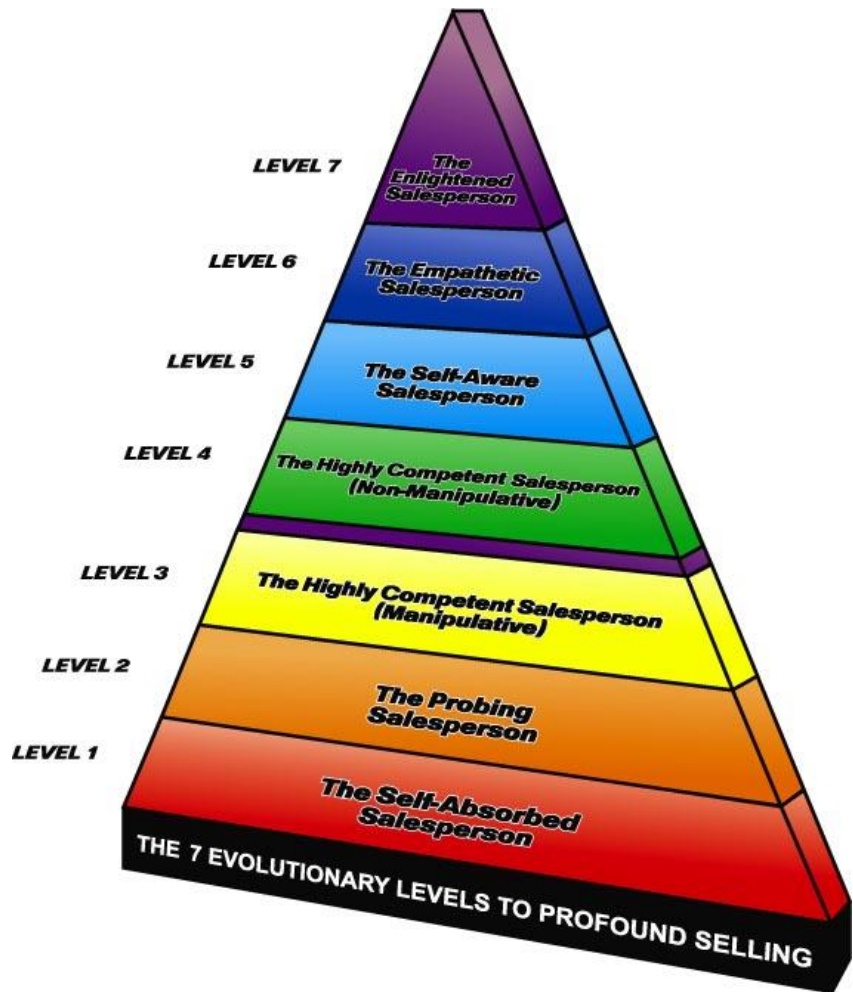 LEVEL 7
The
Enlightened
Salesperson
LEVEL 6
The Empathetic
Salesperson
LEVEL 5
The Self-Aware
Salesperson
LEVEL 4
The Highly Competent Salesperson
(Non-Manipulative)
LEVEL 3
The Highly Competent Salesperson
(Manipulative)
LEVEL 2
The Probing
Salesperson
LEVEL 1
The Self-Absorbed
Salesperson
THE 7 EVOLUTIONARY LEVELS TO PROFOUND SELLING